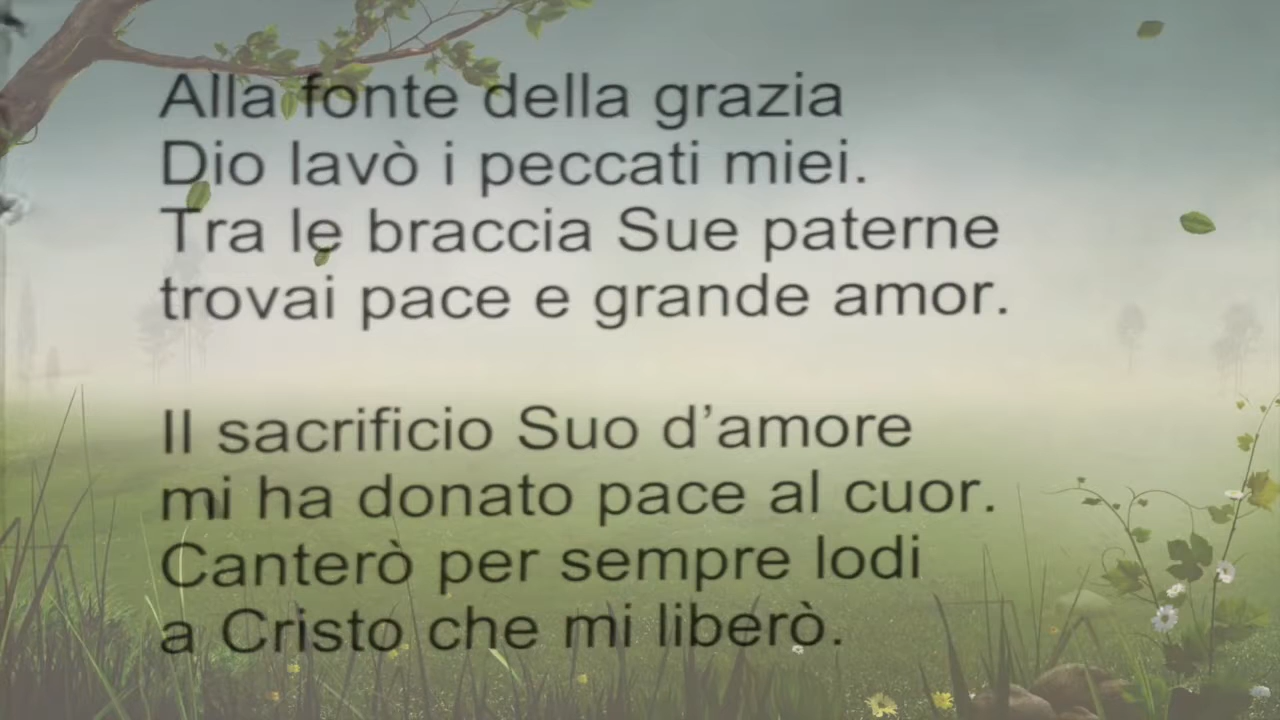 Alla fonte della grazia
Dio lavò i peccati miei.
Tra le braccia Sue paterne
trovai pace e grande amor.
Il sacrificio Suo d’amore
mi ha donato pace al cuor.
Canterò per sempre lodi
a Cristo che mi liberò.